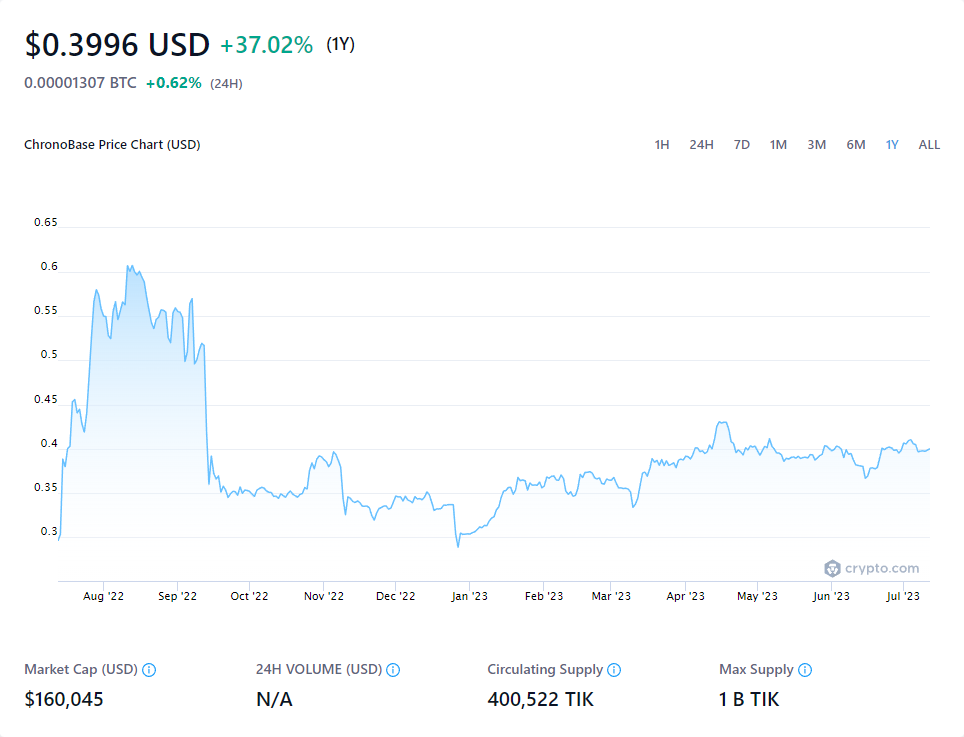 $0.3996 USD +37.02% (1Y)
0.00001307 BTC +0.62% (24H)
ChronoBase Price Chart (USD) 1H 24H 7D 1M 3M 6M 1Y ALL
0.65
0.6
0.55
0.5
0.45
0.4
0.35
0.3
crypto.com
Aug '22 Sep '22 Oct '22 Nov '22 Dec '22 Jan '23 Feb '23 Mar '23 Apr '23 May '23 Jun '23 Jul '23
Market Cap (USD) 24H VOLUME (USD) Circulating Supply Max Supply
$160,045 N/A 400,522 TIK 1 B TIK